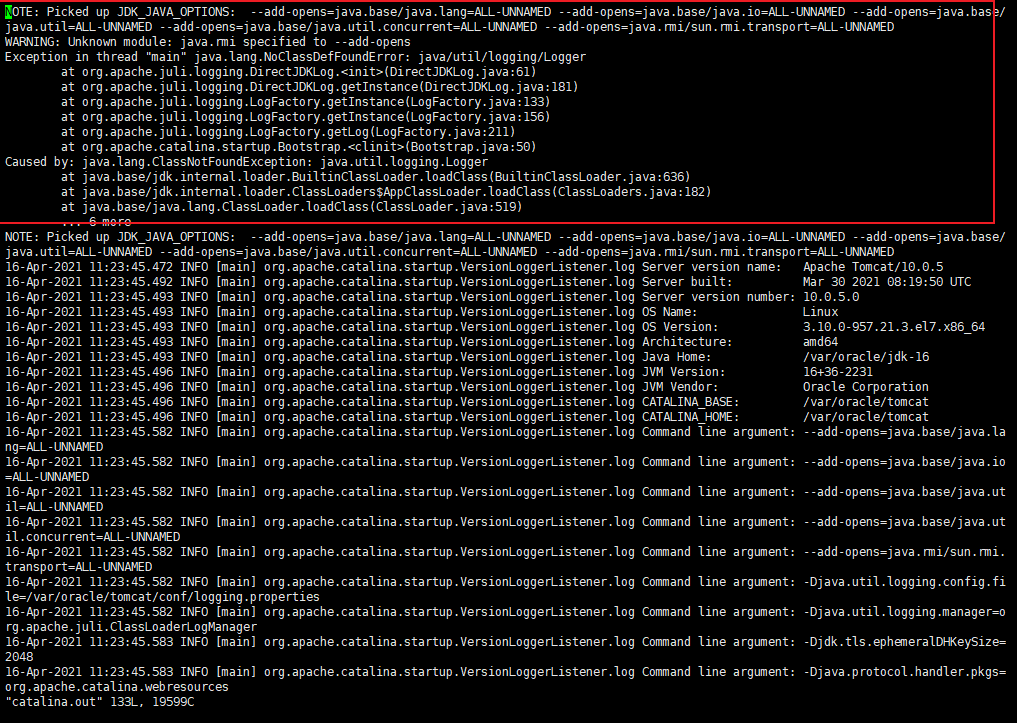 NOTE: Picked up JDK_JAVA_OPTIONS:  --add-opens=java.base/java.lang=ALL-UNNAMED --add-opens=java.base/java.io=ALL-UNNAMED --add-opens=java.base/
java.util=ALL-UNNAMED --add-opens=java.base/java.util.concurrent=ALL-UNNAMED --add-opens=java.rmi/sun.rmi.transport=ALL-UNNAMED
WARNING: Unknown module: java.rmi specified to --add-opens
Exception in thread "main" java.lang.NoClassDefFoundError: java/util/logging/Logger
        at org.apache.juli.logging.DirectJDKLog.<init>(DirectJDKLog.java:61)
        at org.apache.juli.logging.DirectJDKLog.getInstance(DirectJDKLog.java:181)
        at org.apache.juli.logging.LogFactory.getInstance(LogFactory.java:133)
        at org.apache.juli.logging.LogFactory.getInstance(LogFactory.java:156)
        at org.apache.juli.logging.LogFactory.getLog(LogFactory.java:211)
        at org.apache.catalina.startup.Bootstrap.<clinit>(Bootstrap.java:50)
Caused by: java.lang.ClassNotFoundException: java.util.logging.Logger
        at java.base/jdk.internal.loader.BuiltinClassLoader.loadClass(BuiltinClassLoader.java:636)
        at java.base/jdk.internal.loader.ClassLoaders$AppClassLoader.loadClass(ClassLoaders.java:182)
        at java.base/java.lang.ClassLoader.loadClass(ClassLoader.java:519)
        ... 6 more
NOTE: Picked up JDK_JAVA_OPTIONS:  --add-opens=java.base/java.lang=ALL-UNNAMED --add-opens=java.base/java.io=ALL-UNNAMED --add-opens=java.base/
java.util=ALL-UNNAMED --add-opens=java.base/java.util.concurrent=ALL-UNNAMED --add-opens=java.rmi/sun.rmi.transport=ALL-UNNAMED
16-Apr-2021 11:23:45.472 INFO [main] org.apache.catalina.startup.VersionLoggerListener.log Server version name:   Apache Tomcat/10.0.5
16-Apr-2021 11:23:45.492 INFO [main] org.apache.catalina.startup.VersionLoggerListener.log Server built:          Mar 30 2021 08:19:50 UTC
16-Apr-2021 11:23:45.493 INFO [main] org.apache.catalina.startup.VersionLoggerListener.log Server version number: 10.0.5.0
16-Apr-2021 11:23:45.493 INFO [main] org.apache.catalina.startup.VersionLoggerListener.log OS Name:               Linux
16-Apr-2021 11:23:45.493 INFO [main] org.apache.catalina.startup.VersionLoggerListener.log OS Version:            3.10.0-957.21.3.el7.x86_64
16-Apr-2021 11:23:45.493 INFO [main] org.apache.catalina.startup.VersionLoggerListener.log Architecture:          amd64
16-Apr-2021 11:23:45.493 INFO [main] org.apache.catalina.startup.VersionLoggerListener.log Java Home:             /var/oracle/jdk-16
16-Apr-2021 11:23:45.496 INFO [main] org.apache.catalina.startup.VersionLoggerListener.log JVM Version:           16+36-2231
16-Apr-2021 11:23:45.496 INFO [main] org.apache.catalina.startup.VersionLoggerListener.log JVM Vendor:            Oracle Corporation
16-Apr-2021 11:23:45.496 INFO [main] org.apache.catalina.startup.VersionLoggerListener.log CATALINA_BASE:         /var/oracle/tomcat
16-Apr-2021 11:23:45.496 INFO [main] org.apache.catalina.startup.VersionLoggerListener.log CATALINA_HOME:         /var/oracle/tomcat
16-Apr-2021 11:23:45.582 INFO [main] org.apache.catalina.startup.VersionLoggerListener.log Command line argument: --add-opens=java.base/java.la
ng=ALL-UNNAMED
16-Apr-2021 11:23:45.582 INFO [main] org.apache.catalina.startup.VersionLoggerListener.log Command line argument: --add-opens=java.base/java.io
=ALL-UNNAMED
16-Apr-2021 11:23:45.582 INFO [main] org.apache.catalina.startup.VersionLoggerListener.log Command line argument: --add-opens=java.base/java.ut
il=ALL-UNNAMED
16-Apr-2021 11:23:45.582 INFO [main] org.apache.catalina.startup.VersionLoggerListener.log Command line argument: --add-opens=java.base/java.ut
il.concurrent=ALL-UNNAMED
16-Apr-2021 11:23:45.582 INFO [main] org.apache.catalina.startup.VersionLoggerListener.log Command line argument: --add-opens=java.rmi/sun.rmi.
transport=ALL-UNNAMED
16-Apr-2021 11:23:45.582 INFO [main] org.apache.catalina.startup.VersionLoggerListener.log Command line argument: -Djava.util.logging.config.fi
le=/var/oracle/tomcat/conf/logging.properties
16-Apr-2021 11:23:45.582 INFO [main] org.apache.catalina.startup.VersionLoggerListener.log Command line argument: -Djava.util.logging.manager=o
rg.apache.juli.ClassLoaderLogManager
16-Apr-2021 11:23:45.583 INFO [main] org.apache.catalina.startup.VersionLoggerListener.log Command line argument: -Djdk.tls.ephemeralDHKeySize=
2048
16-Apr-2021 11:23:45.583 INFO [main] org.apache.catalina.startup.VersionLoggerListener.log Command line argument: -Djava.protocol.handler.pkgs=
org.apache.catalina.webresources
"catalina.out" 133L, 19599C